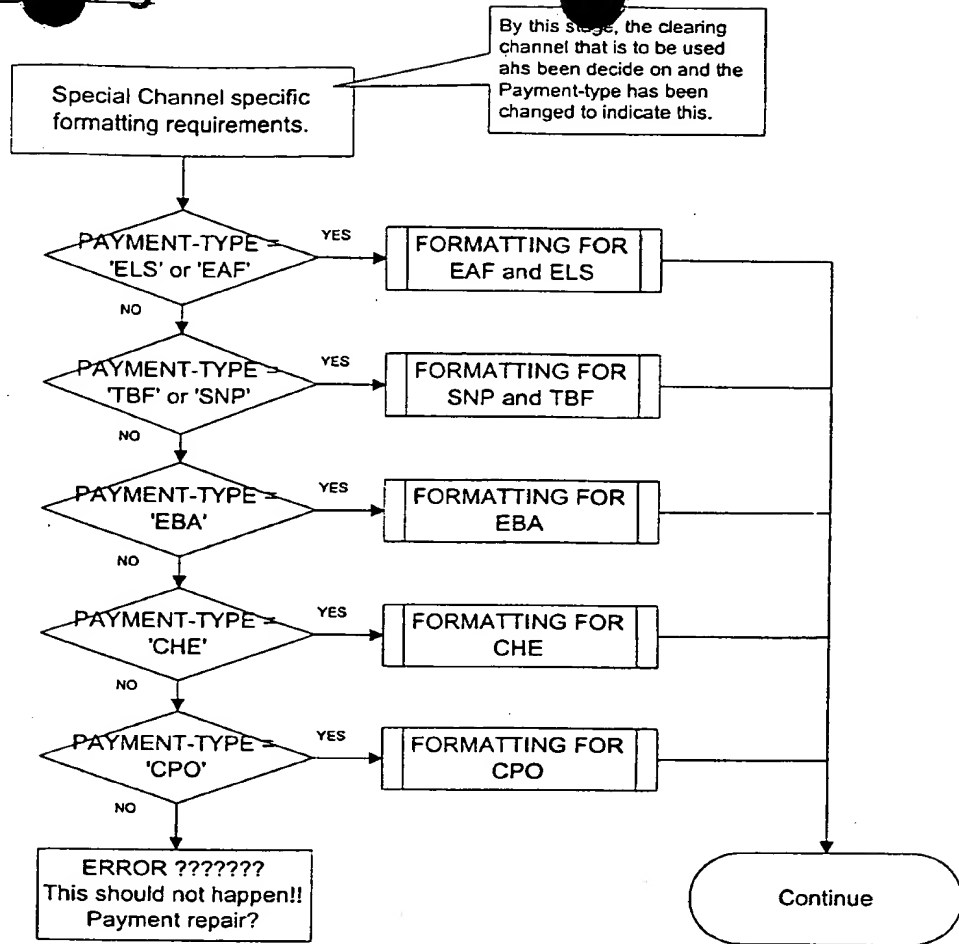 By this stage, the clearing
channel that is to be used
ahs been decide on and the
Payment-type has been
changed to indicate this.
Special Channel specific
formatting requirements.
PAYMENT-TYPE =
'ELS' or 'EAF'
YES
FORMATTING FOR
EAF and ELS
NO
PAYMENT-TYPE =
'TBF' or 'SNP'
YES
FORMATTING FOR
SNP and TBF
NO
PAYMENT-TYPE =
'EBA'
YES
FORMATTING FOR
EBA
NO
PAYMENT-TYPE =
'CHE'
YES
FORMATTING FOR
CHE
NO
PAYMENT-TYPE =
'CPO'
YES
FORMATTING FOR
CPO
NO
ERROR ???????
This should not happen!!
Payment repair?
Continue